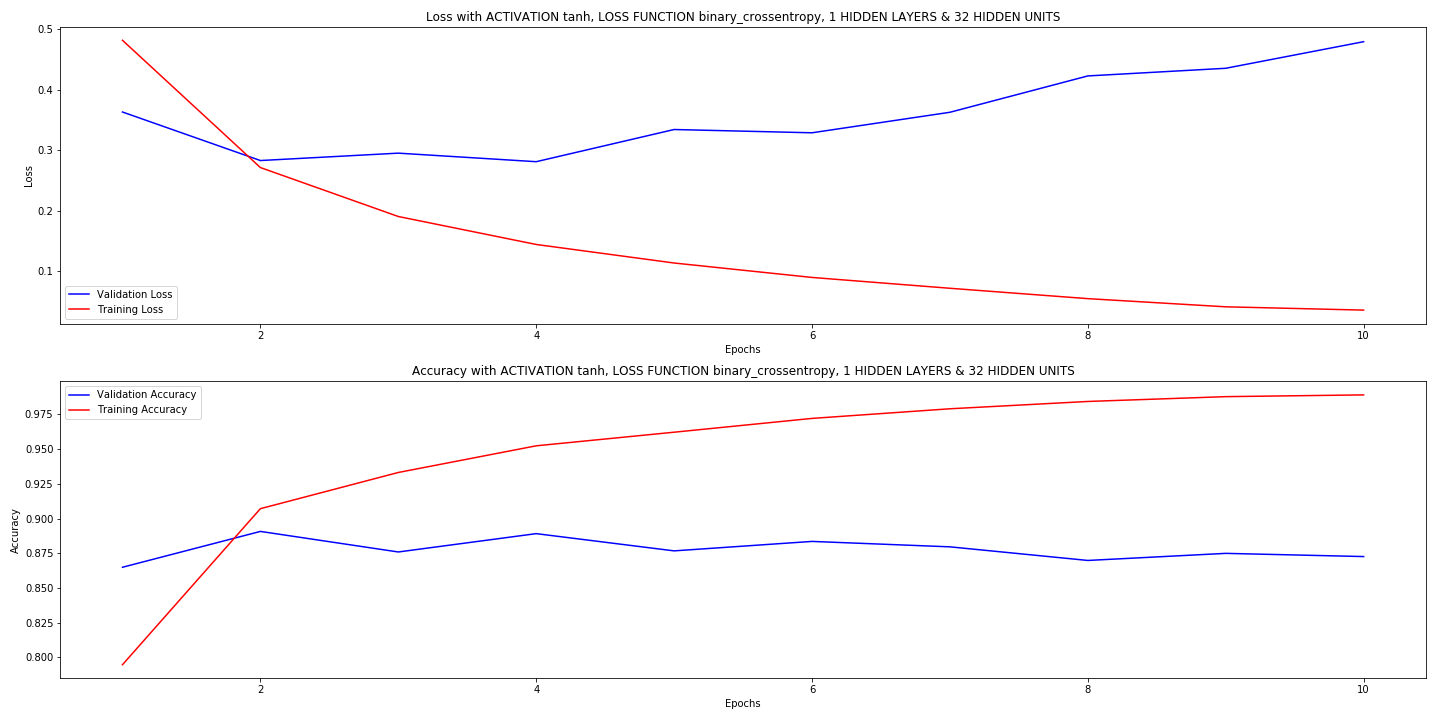 Loss with ACTIVATION tanh, LOSS FUNCTION binary_crossentropy, 1 HIDDEN LAYERS & 32 HIDDEN UNITS
0.5
0.4
0.3
0.2
0.1
Loss
Validation Loss
Training Loss
2 4 6 8 10
Epochs
Accuracy with ACTIVATION tanh, LOSS FUNCTION binary_crossentropy, 1 HIDDEN LAYERS & 32 HIDDEN UNITS
Validation Accuracy
Training Accuracy
0.975
0.950
0.925
0.900
0.875
0.850
0.825
0.800
Accuracy
2 4 6 8 10
Epochs